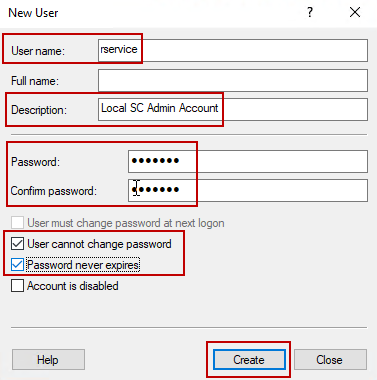 New User
? ×
User name: rservice
Full name:
Description: Local SC Admin Account
Password: •••••••
Confirm password: •••••••
User must change password at next logon
User cannot change password
Password never expires
Account is disabled
Help Create Close